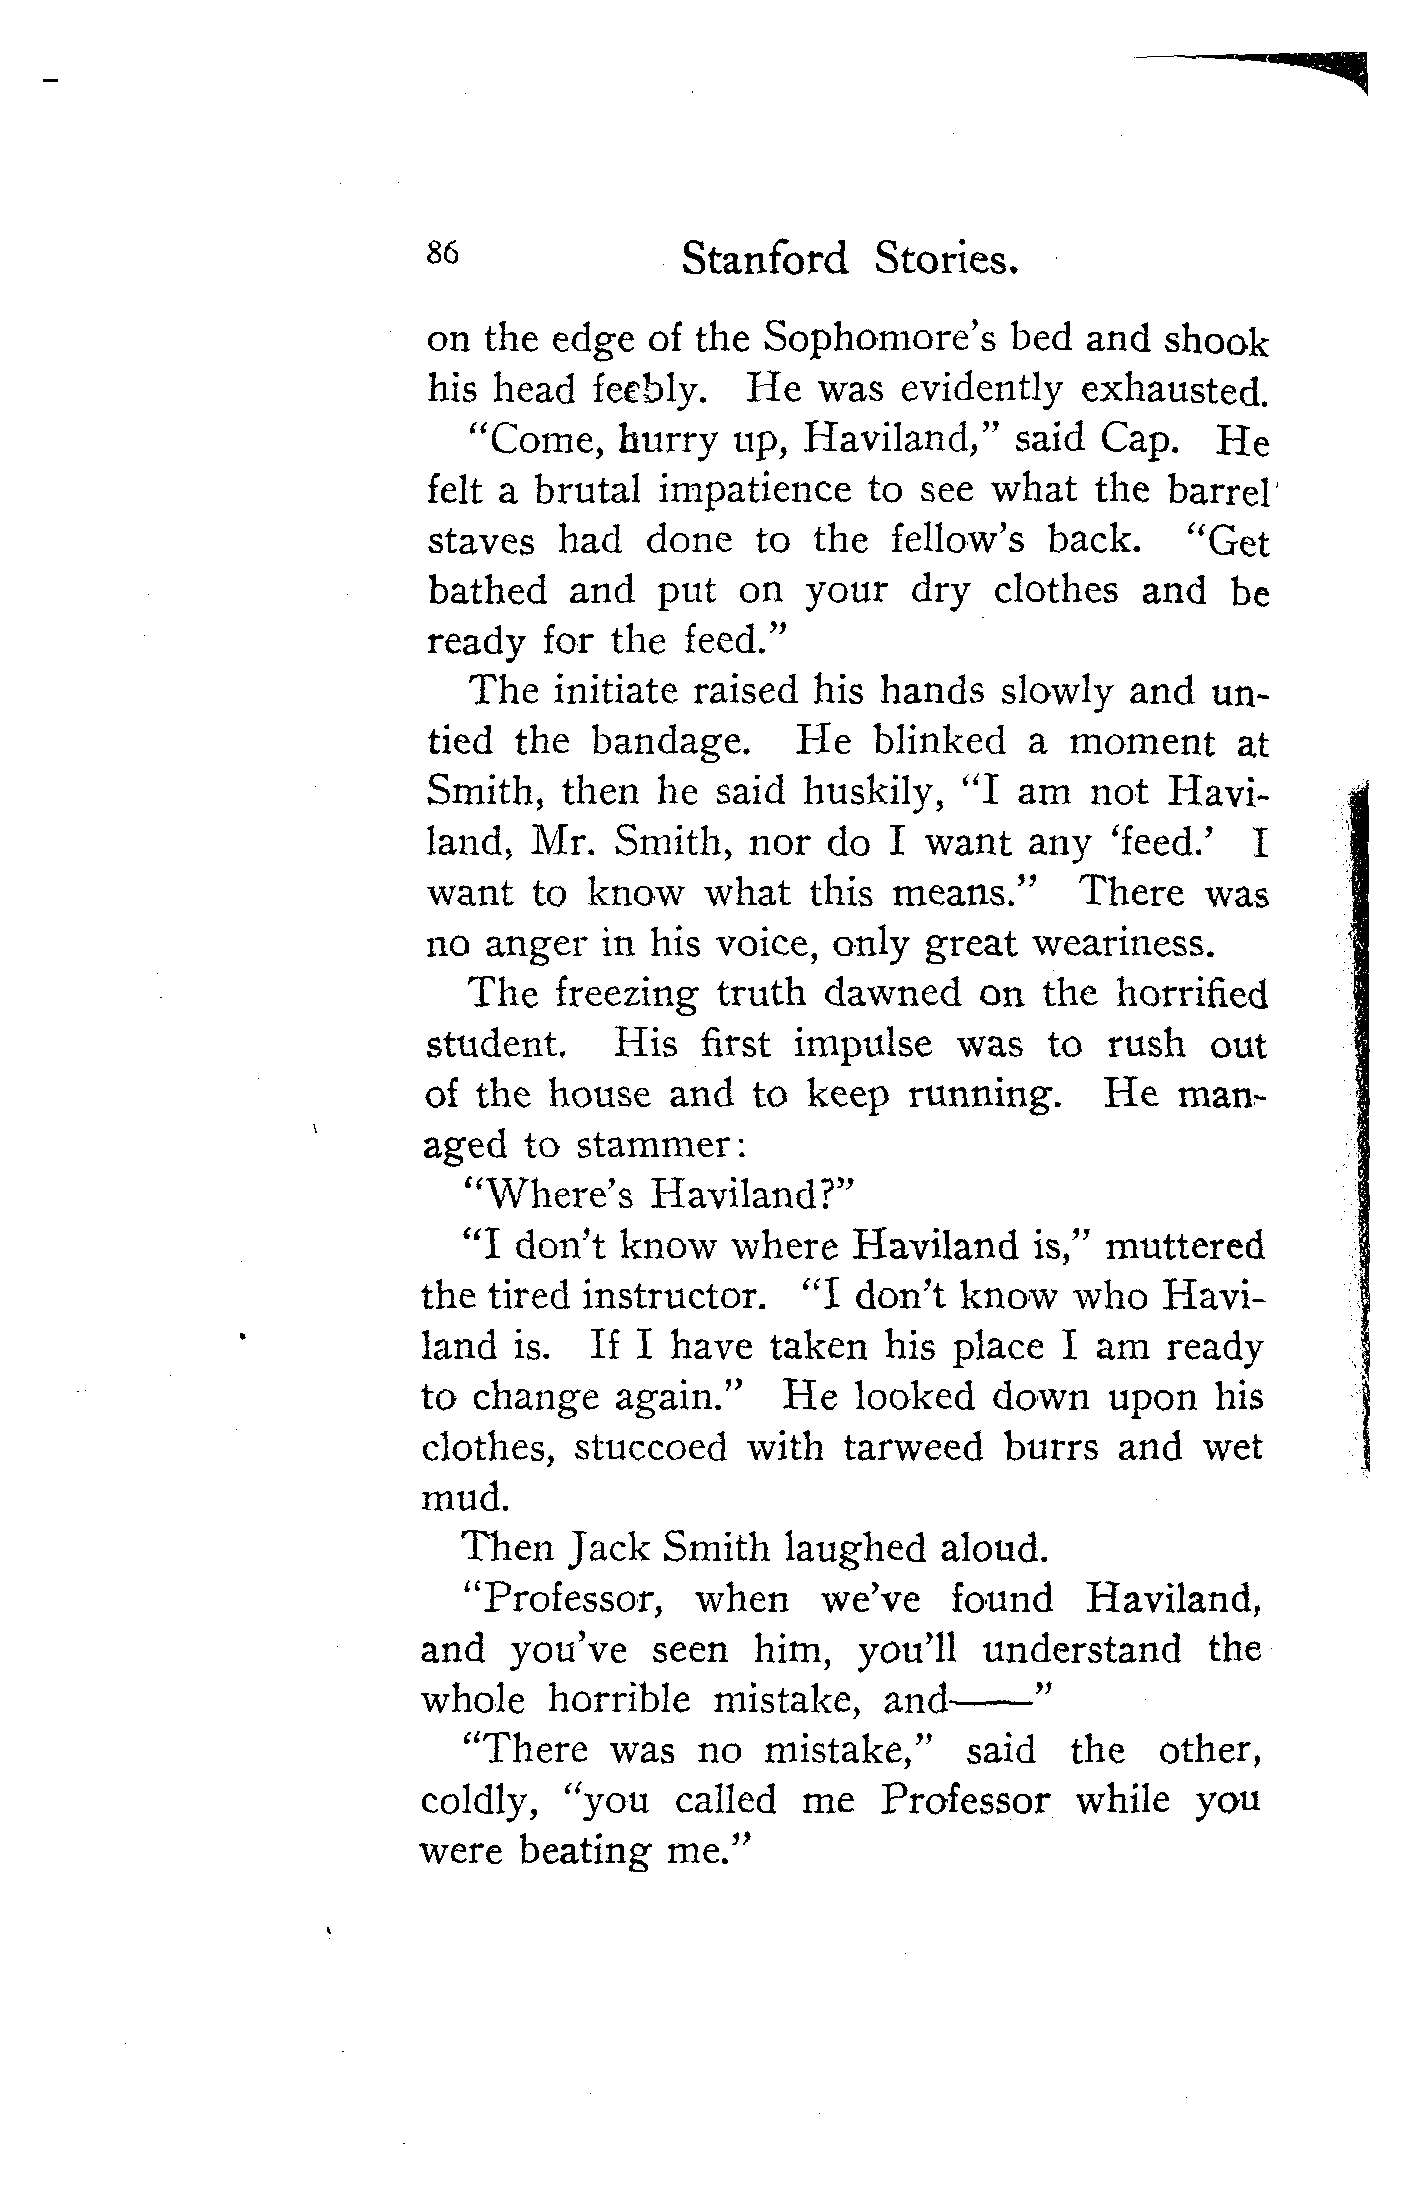 86 Stanford Stories.
on the edge of the Sophomore's bed and shook
his head feebly. He was evidently exhausted.
"Come, hurry up, Haviland," said Cap. He
felt a brutal impatience to see what the barrel
staves had done to the fellow's back. "Get
bathed and put on your dry clothes and be
ready for the feed."
The initiate raised his hands slowly and un-
tied the bandage. He blinked a moment at
Smith, then he said huskily, "I am not Havi-
land, Mr. Smith, nor do I want any 'feed.' I
want to know what this means." There was
no anger in his voice, only great weariness.
The freezing truth dawned on the horrified
student. His first impulse was to rush out
of the house and to keep running. He man-
aged to stammer:
"Where's Haviland?"
"I don't know where Haviland is," muttered
the tired instructor. "I don't know who Havi-
land is. If I have taken his place I am ready
to change again." He looked down upon his
clothes, stuccoed with tarweed burrs and wet
mud.
Then Jack Smith laughed aloud.
"Professor, when we've found Haviland,
and you've seen him, you'll understand the
whole horrible mistake, and——"
"There was no mistake," said the other,
coldly, "you called me Professor while you
were beating me."